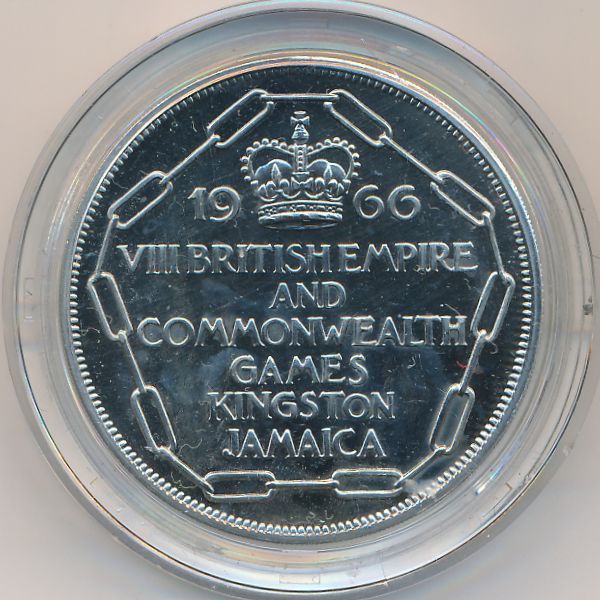 19 66
VIII BRITISH EMPIRE
AND
COMMONWEALTH
GAMES
KINGSTON
JAMAICA